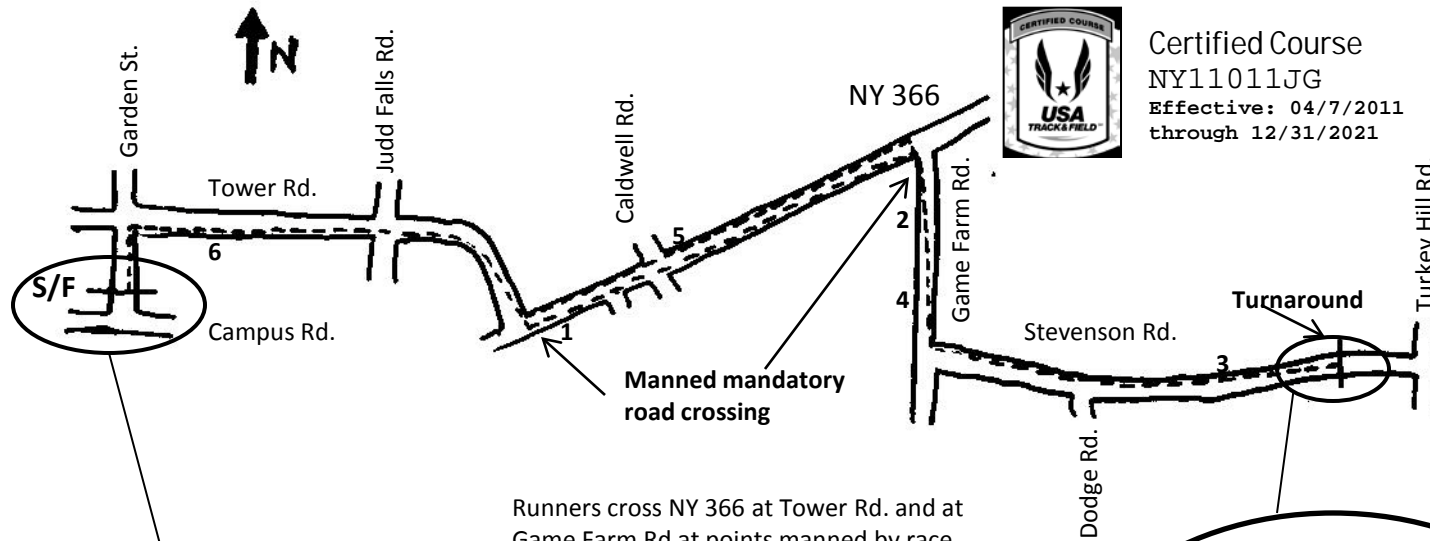 CERTIFIED COURSE
USA
TRACK & FIELD
Certified Course
NY11011JG
Effective: 04/7/2011
through 12/31/2021
N
Garden St.
Judd Falls Rd.
Tower Rd.
Caldwell Rd.
NY 366
Game Farm Rd.
Turkey Hill Rd.
S/F
6
5
2
4
1
3
Campus Rd.
Stevenson Rd.
Turnaround
Manned mandatory
road crossing
Dodge Rd.
Runners cross NY 366 at Tower Rd. and at
Game Farm Rd at points manned by race